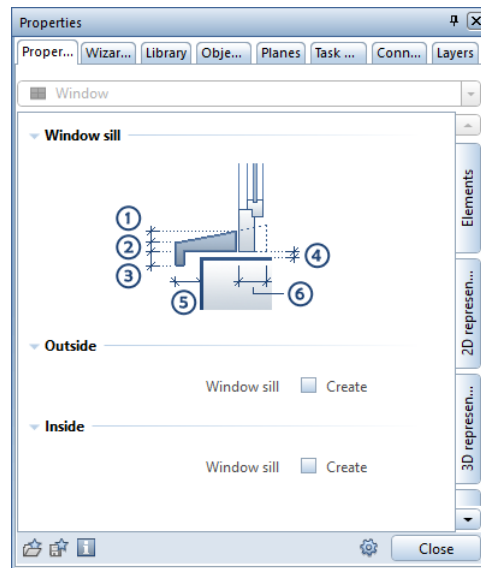 Properties
Proper... Wizar... Library Obje... Planes Task ... Conn... Layers
Window
Window sill
1
2
3
4
5
6
Outside
Window sill Create
Inside
Window sill Create
Elements
2D represen...
3D represen...
Close